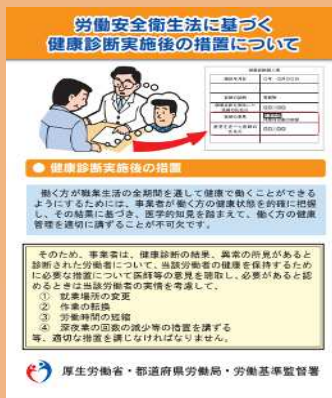 労働安全衛生法に基づく
健康診断実施後の措置について
● 健康診断実施後の措置
働く方が職業生活の全期間を通して健康で働くことができる
ようにするためには、事業者が働く方の健康状態を的確に把握
し、その結果に基づき、医学的知見を踏まえて、働く方の健康
管理を適切に講ずることが不可欠です。
そのため、事業者は、健康診断の結果、異常の所見があると
診断された労働者について、当該労働者の健康を保持するため
に必要な措置について医師等の意見を聴取し、必要があると認
めるときは当該労働者の実情を考慮して、
① 就業場所の変更
② 作業の転換
③ 労働時間の短縮
④ 深夜業の回数の減少等の措置を講ずる
等、適切な措置を講じなければなりません。
厚生労働省・都道府県労働局・労働基準監督署